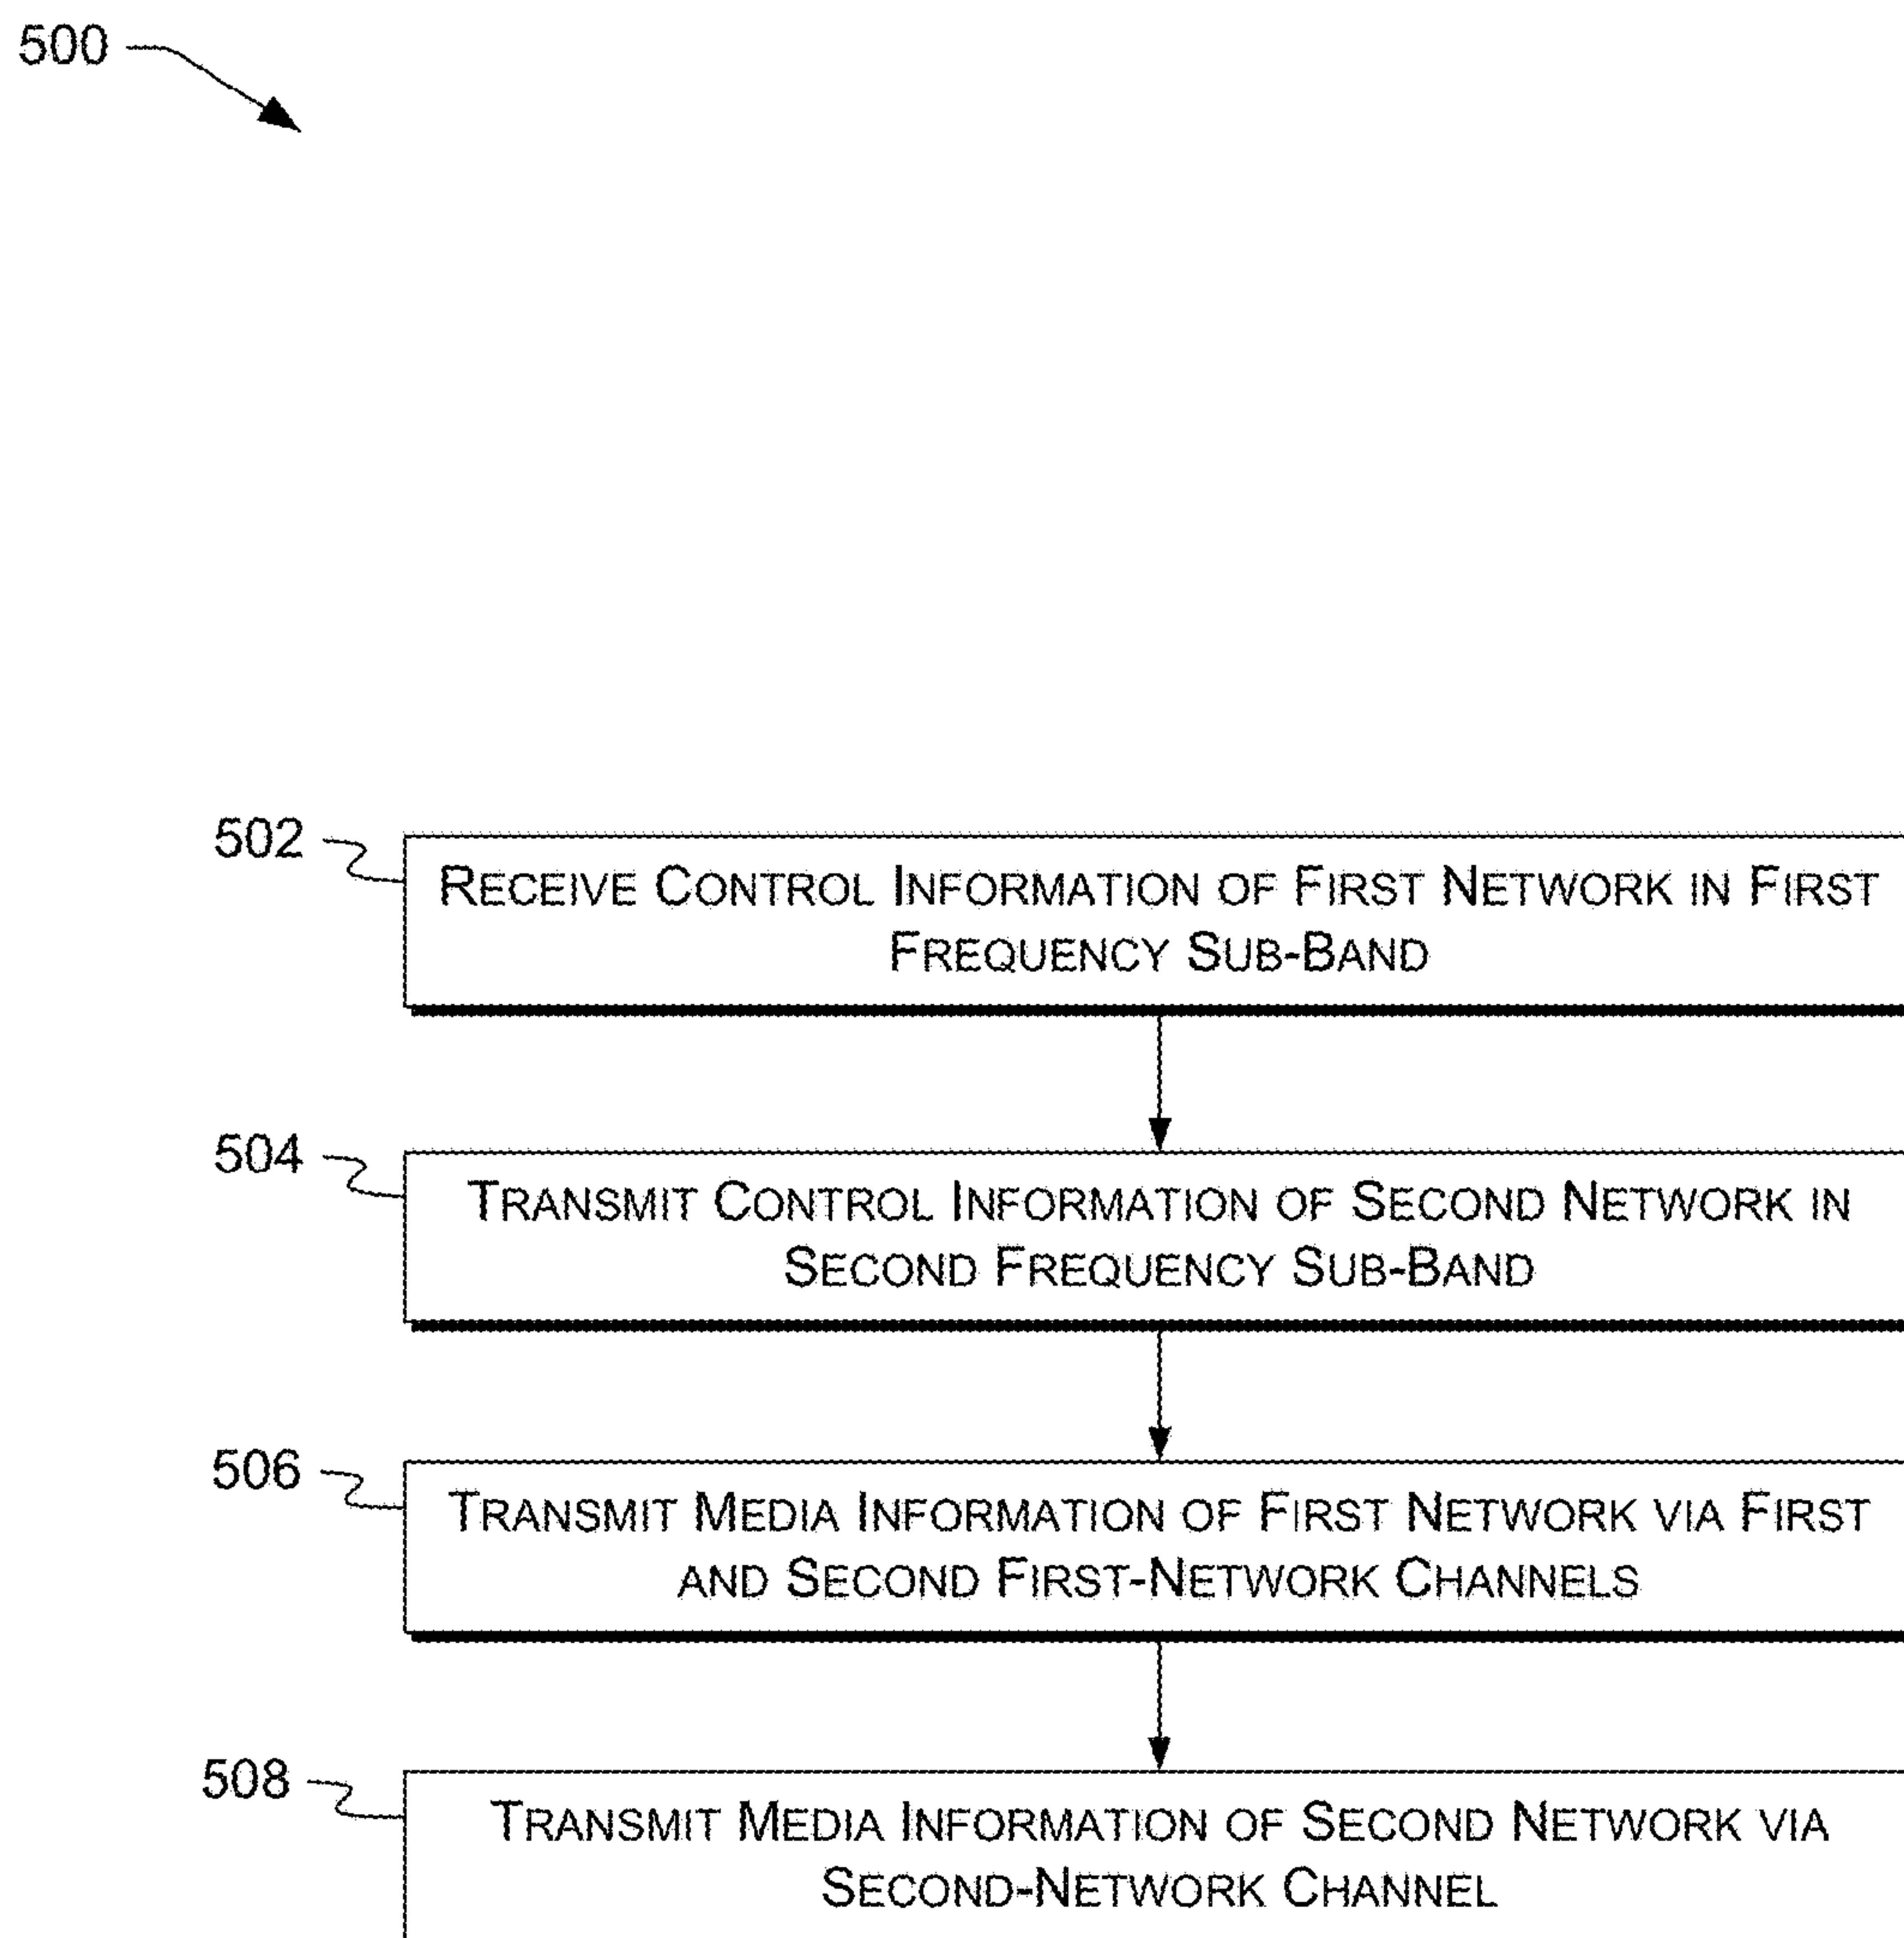 500
502
RECEIVE CONTROL INFORMATION OF FIRST NETWORK IN FIRST
FREQUENCY SUB-BAND
504
TRANSMIT CONTROL INFORMATION OF SECOND NETWORK IN
SECOND FREQUENCY SUB-BAND
506
TRANSMIT MEDIA INFORMATION OF FIRST NETWORK VIA FIRST
AND SECOND FIRST-NETWORK CHANNELS
508
TRANSMIT MEDIA INFORMATION OF SECOND NETWORK VIA
SECOND-NETWORK CHANNEL